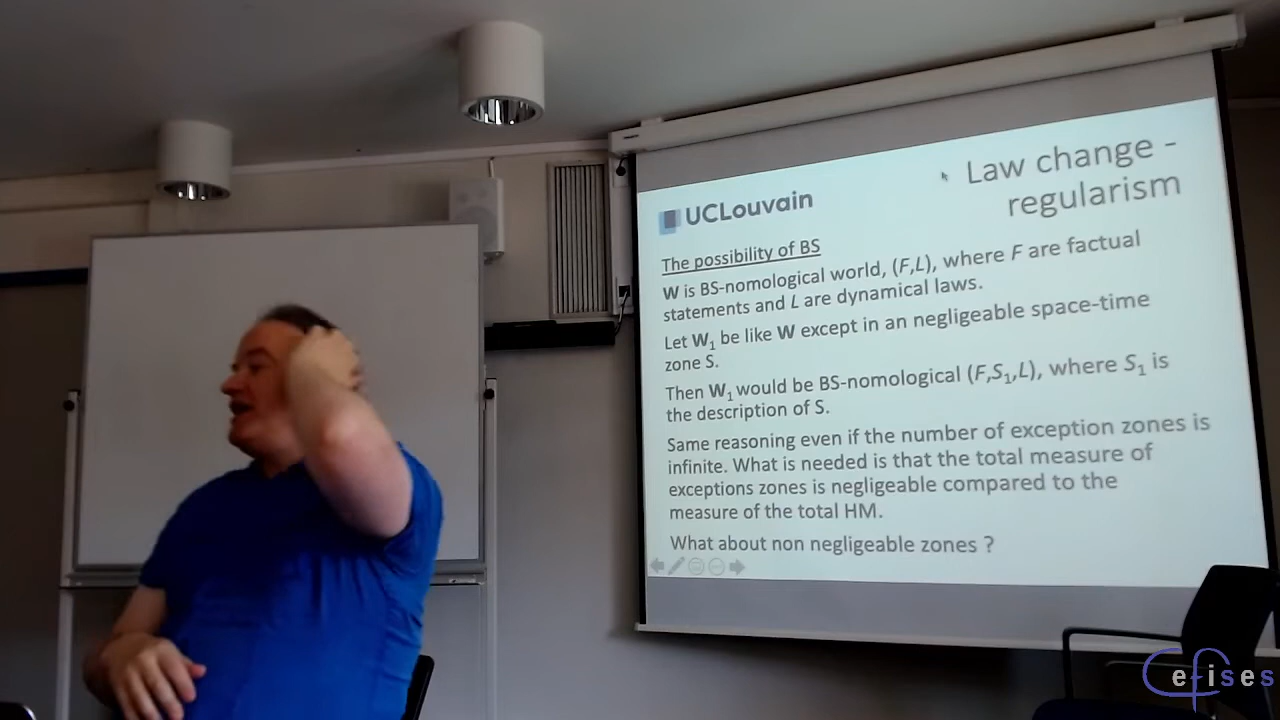 Law change -
regularism
UCLouvain
The possibility of BS
W is BS-nomological world, (F,L), where F are factual
statements and L are dynamical laws.
Let W₁ be like W except in an negligeable space-time
zone S.
Then W₁ would be BS-nomological (F,S₁,L), where S₁ is
the description of S.
Same reasoning even if the number of exception zones is
infinite. What is needed is that the total measure of
exceptions zones is negligeable compared to the
measure of the total HM.
What about non negligeable zones ?
Cefises